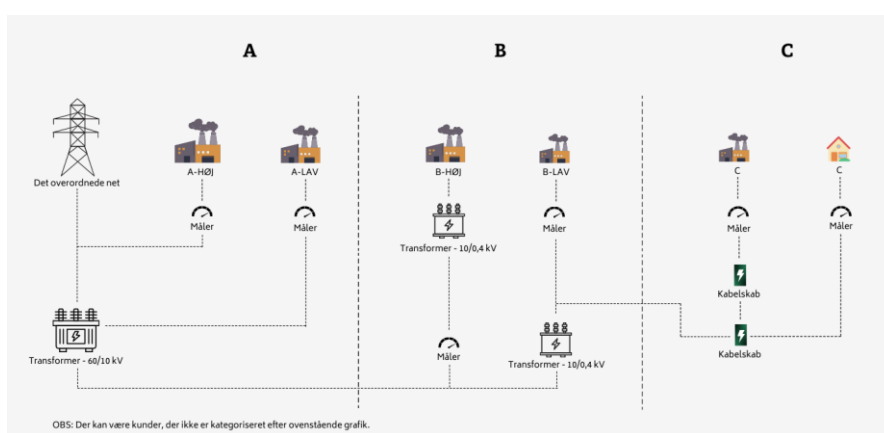 A
B
C
Det overordnede net
A-HØJ
A-LAV
B-HØJ
B-LAV
C
C
Måler
Måler
Transformer - 10/0,4 kV
Måler
Måler
Måler
Kabelskab
Transformer - 60/10 kV
Måler
Transformer - 10/0,4 kV
Kabelskab
OBS: Der kan være kunder, der ikke er kategoriseret efter ovenstående grafik.